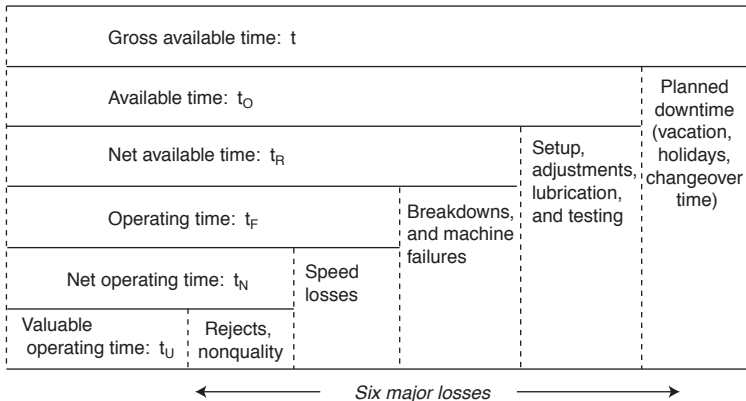 Gross available time: t
Available time: tO
Planned
downtime
(vacation,
holidays,
changeover
time)
Net available time: tR
Setup,
adjustments,
lubrication,
and testing
Operating time: tF
Breakdowns,
and machine
failures
Net operating time: tN
Speed
losses
Valuable
operating time: tU
Rejects,
nonquality
Six major losses